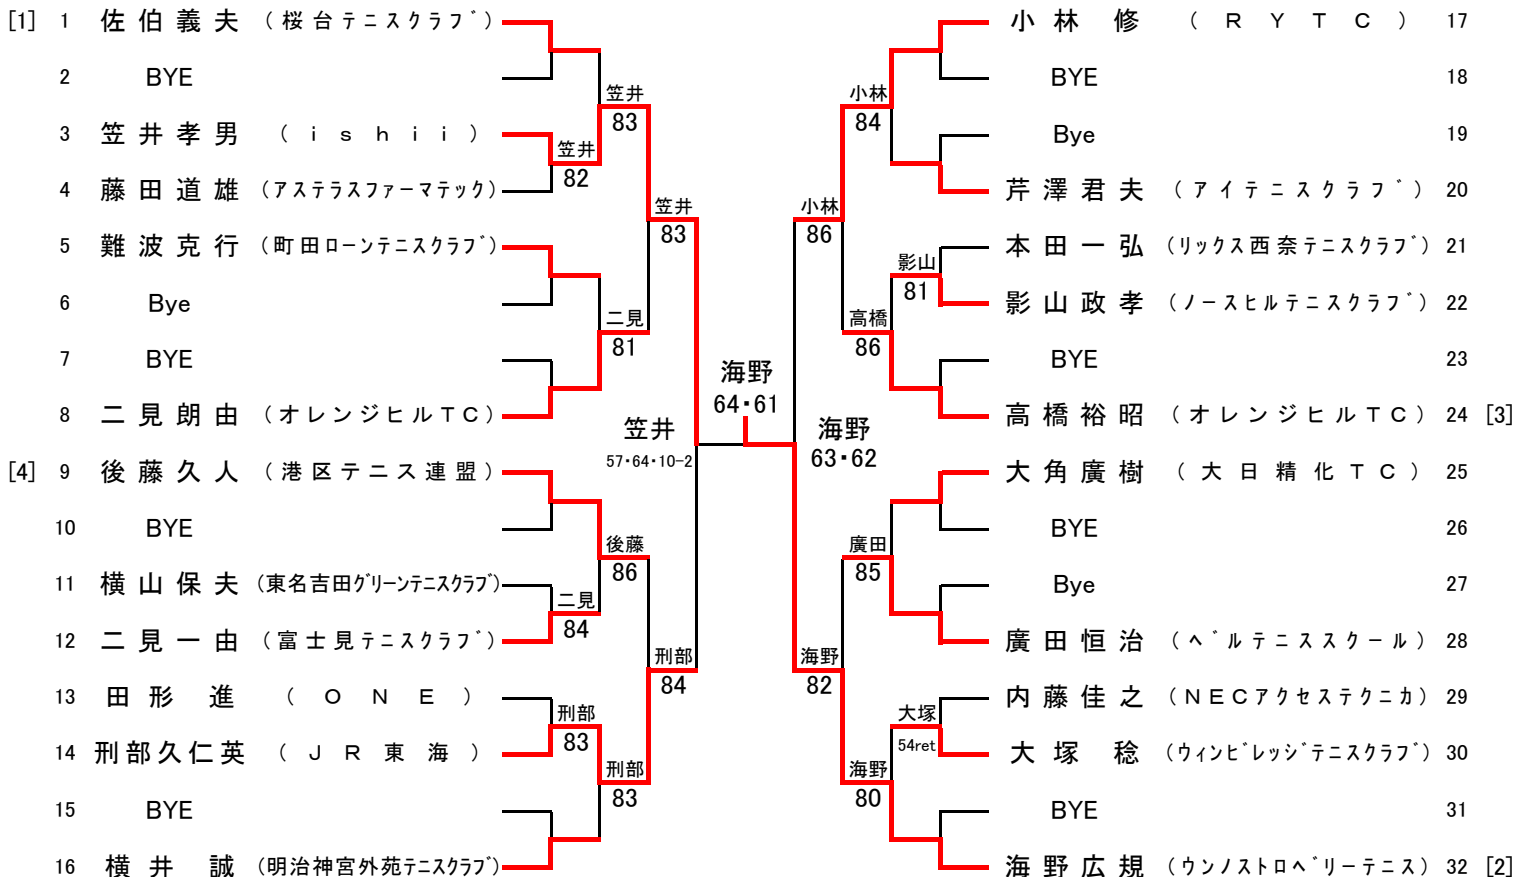 [1] 1 佐伯義夫 (桜台テニスクラブ)
2 BYE
3 笠井孝男 (ishii)
4 藤田道雄 (アステラスファーマテック)
5 難波克行 (町田ローンテニスクラブ)
6 Bye
7 BYE
8 二見朗由 (オレンジヒルTC)
[4] 9 後藤久人 (港区テニス連盟)
10 BYE
11 横山保夫 (東名吉田グリーンテニスクラブ)
12 二見一由 (富士見テニスクラブ)
13 田形進 (ONE)
14 刑部久仁英 (JR東海)
15 BYE
16 横井誠 (明治神宮外苑テニスクラブ)
笠井
82
二見
84
刑部
83
笠井
83
二見
81
後藤
86
刑部
83
笠井
83
刑部
84
笠井
57・64・10-2
海野
64・61
海野
63・62
小林
86
海野
82
小林
84
高橋
86
廣田
85
海野
80
影山
81
大塚
54ret
小林修 (RYTC) 17
BYE 18
Bye 19
芹澤君夫 (アイテニスクラブ) 20
本田一弘 (リックス西奈テニスクラブ) 21
影山政孝 (ノースヒルテニスクラブ) 22
BYE 23
高橋裕昭 (オレンジヒルTC) 24 [3]
大角廣樹 (大日精化TC) 25
BYE 26
Bye 27
廣田恒治 (ベルテニススクール) 28
内藤佳之 (NECアクセステクニカ) 29
大塚稔 (ウィンビレッジテニスクラブ) 30
BYE 31
海野広規 (ウンノストロベリーテニス) 32 [2]